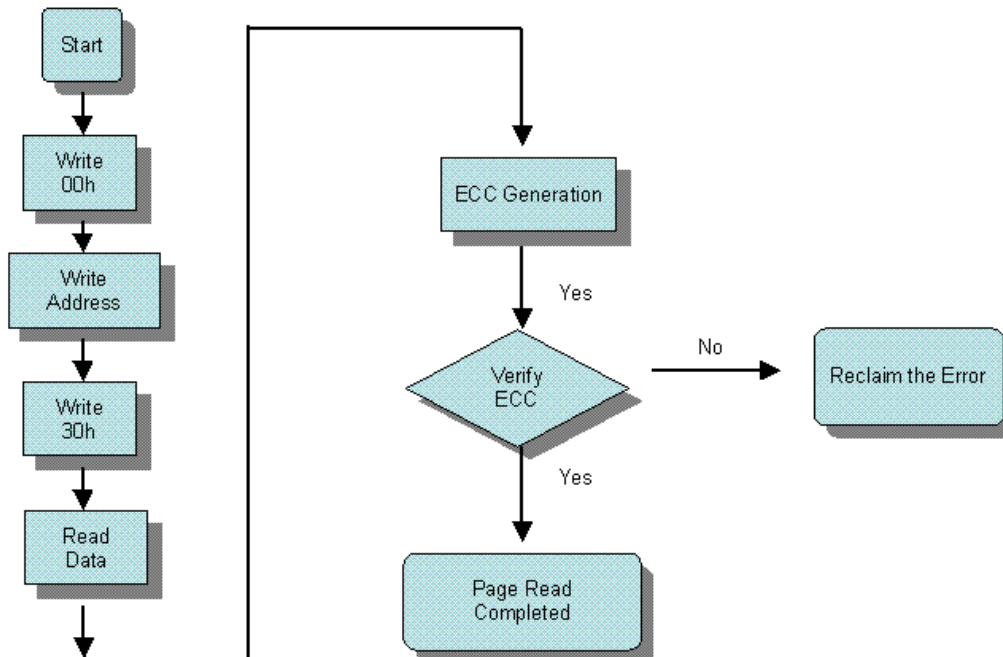 Start
Write
00h
Write
Address
Write
30h
Read
Data
ECC Generation
Yes
Verify
ECC
No
Reclaim the Error
Yes
Page Read
Completed